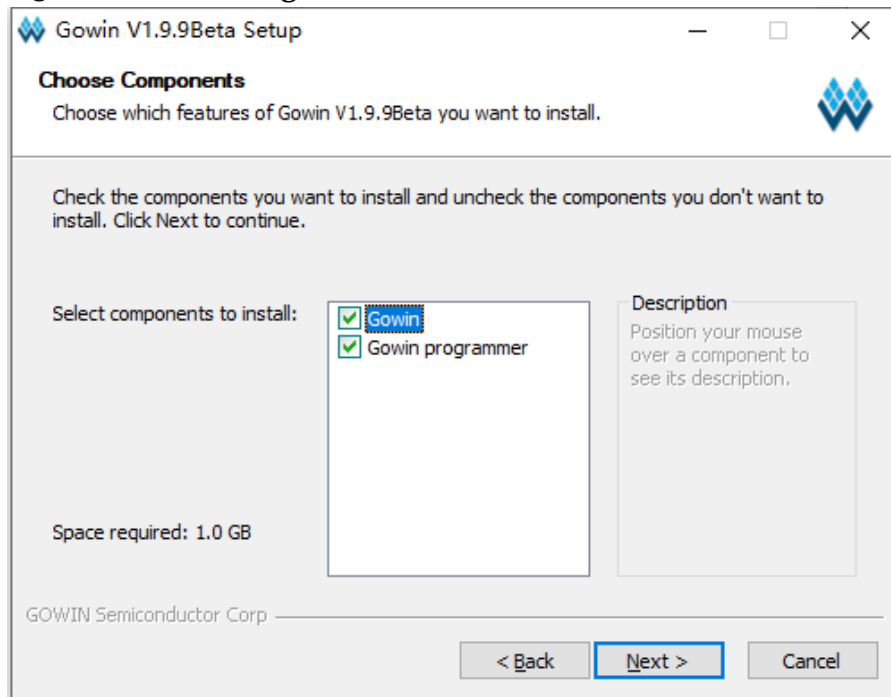 Gowin V1.9.9Beta Setup
Choose Components
Choose which features of Gowin V1.9.9Beta you want to install.
Check the components you want to install and uncheck the components you don't want to
install. Click Next to continue.
Select components to install:
Gowin
Gowin programmer
Description
Position your mouse
over a component to
see its description.
Space required: 1.0 GB
GOWIN Semiconductor Corp
< Back
Next >
Cancel